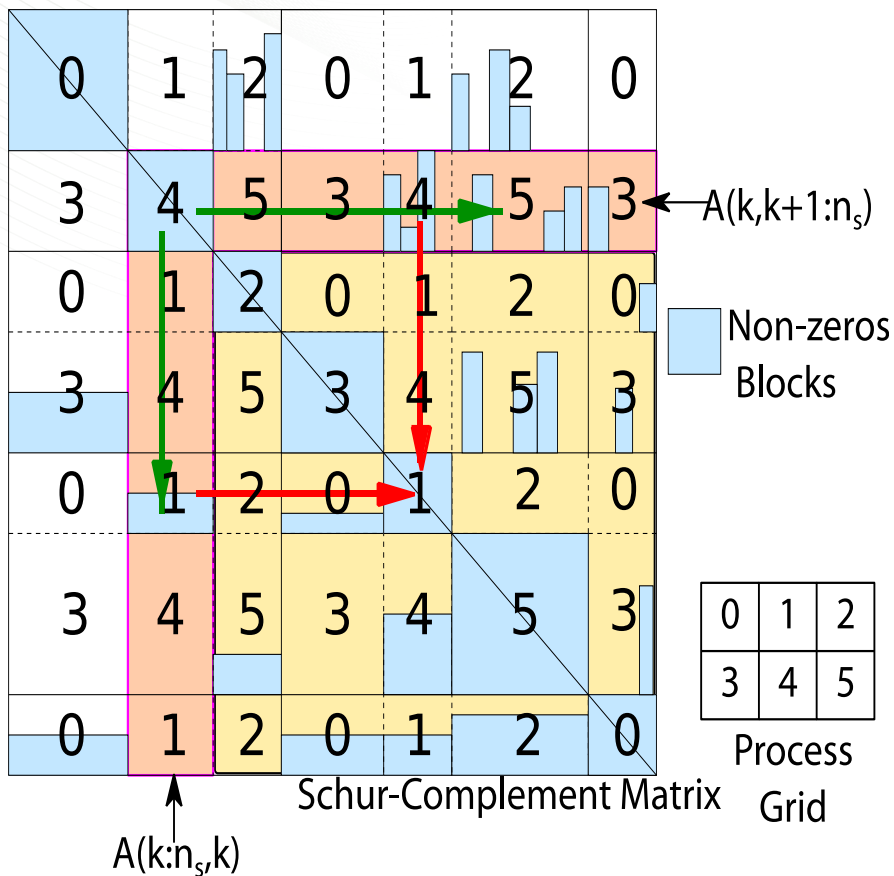 0 1 2 0 1 2 0
3 4 5 3 4 5 3
A(k,k+1:nₛ)
0 1 2 0 1 2 0
Non-zeros
Blocks
3 4 5 3 4 5 3
0 1 2 0 1 2 0
3 4 5 3 4 5 3
0 1 2
3 4 5
0 1 2 0 1 2 0
Process
Grid
Schur-Complement Matrix
A(k:nₛ,k)